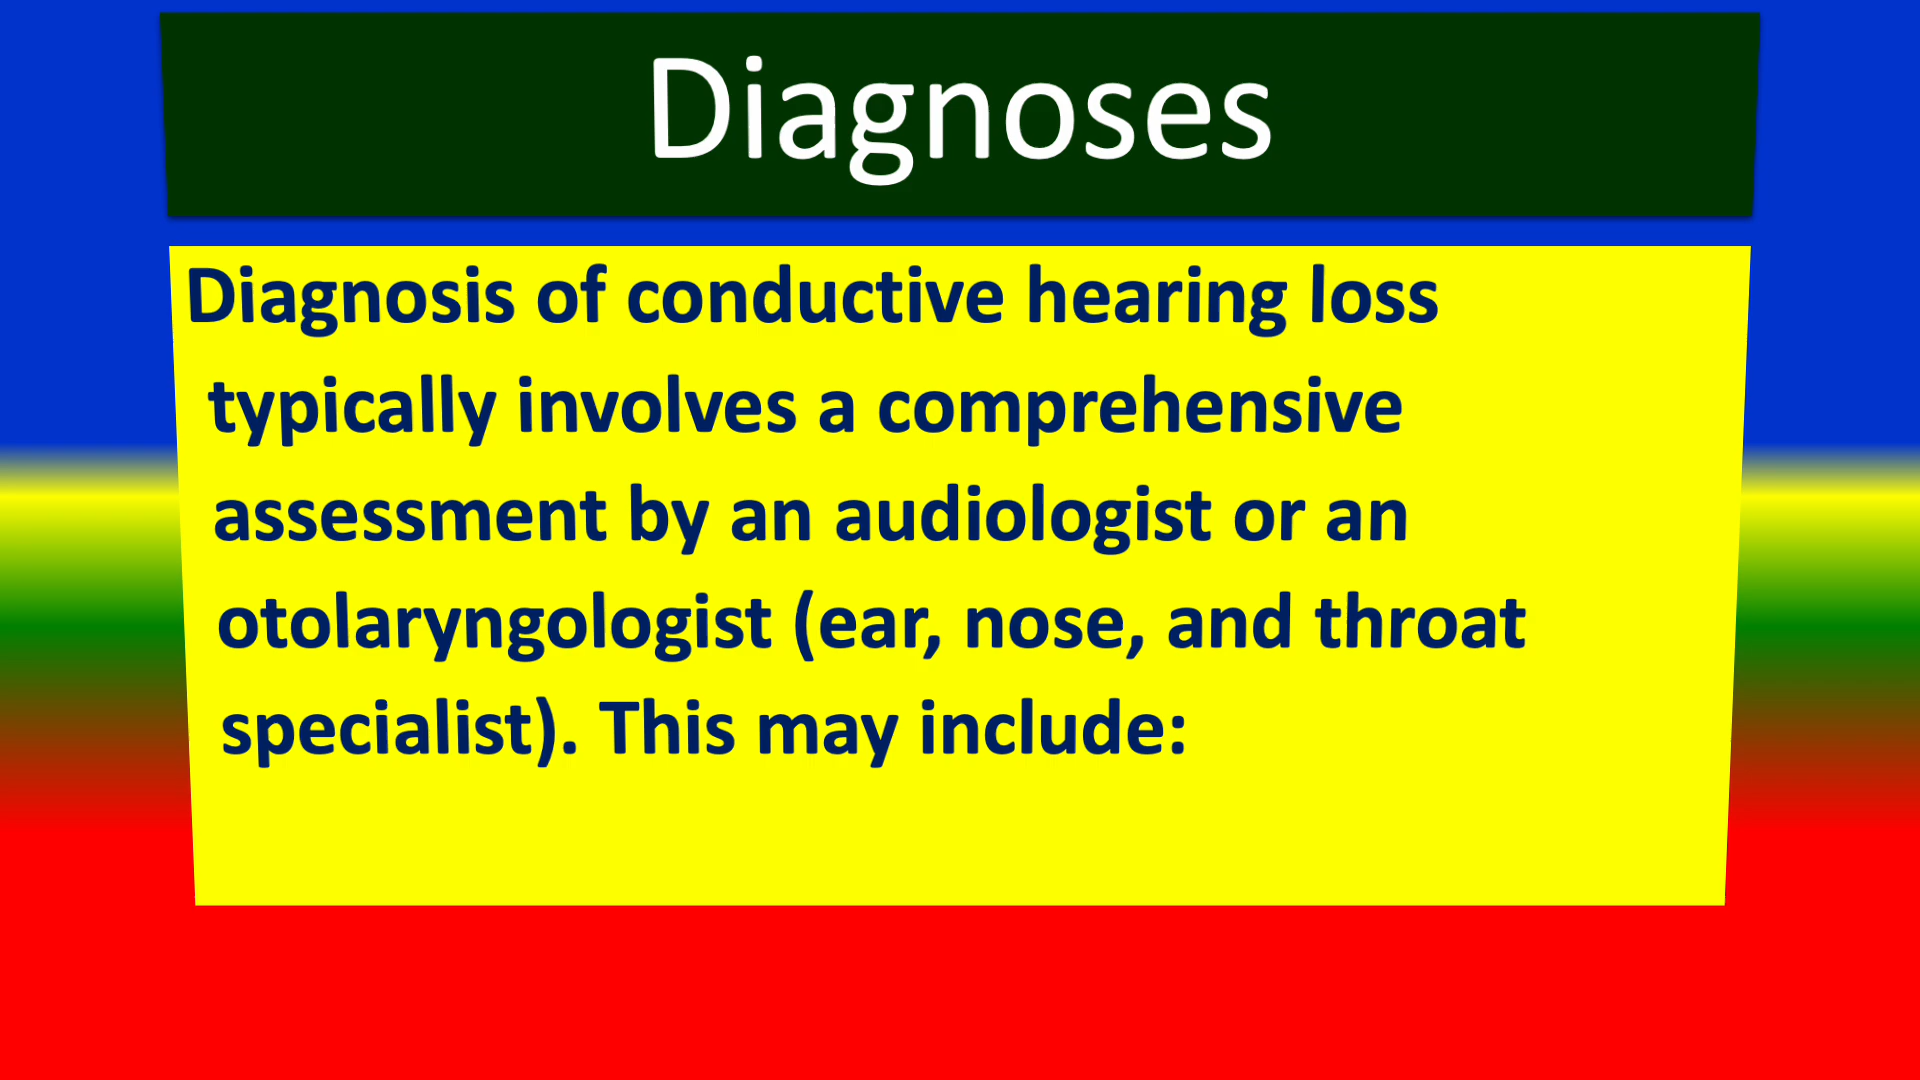 Diagnoses
Diagnosis of conductive hearing loss
typically involves a comprehensive
assessment by an audiologist or an
otolaryngologist (ear, nose, and throat
specialist). This may include: